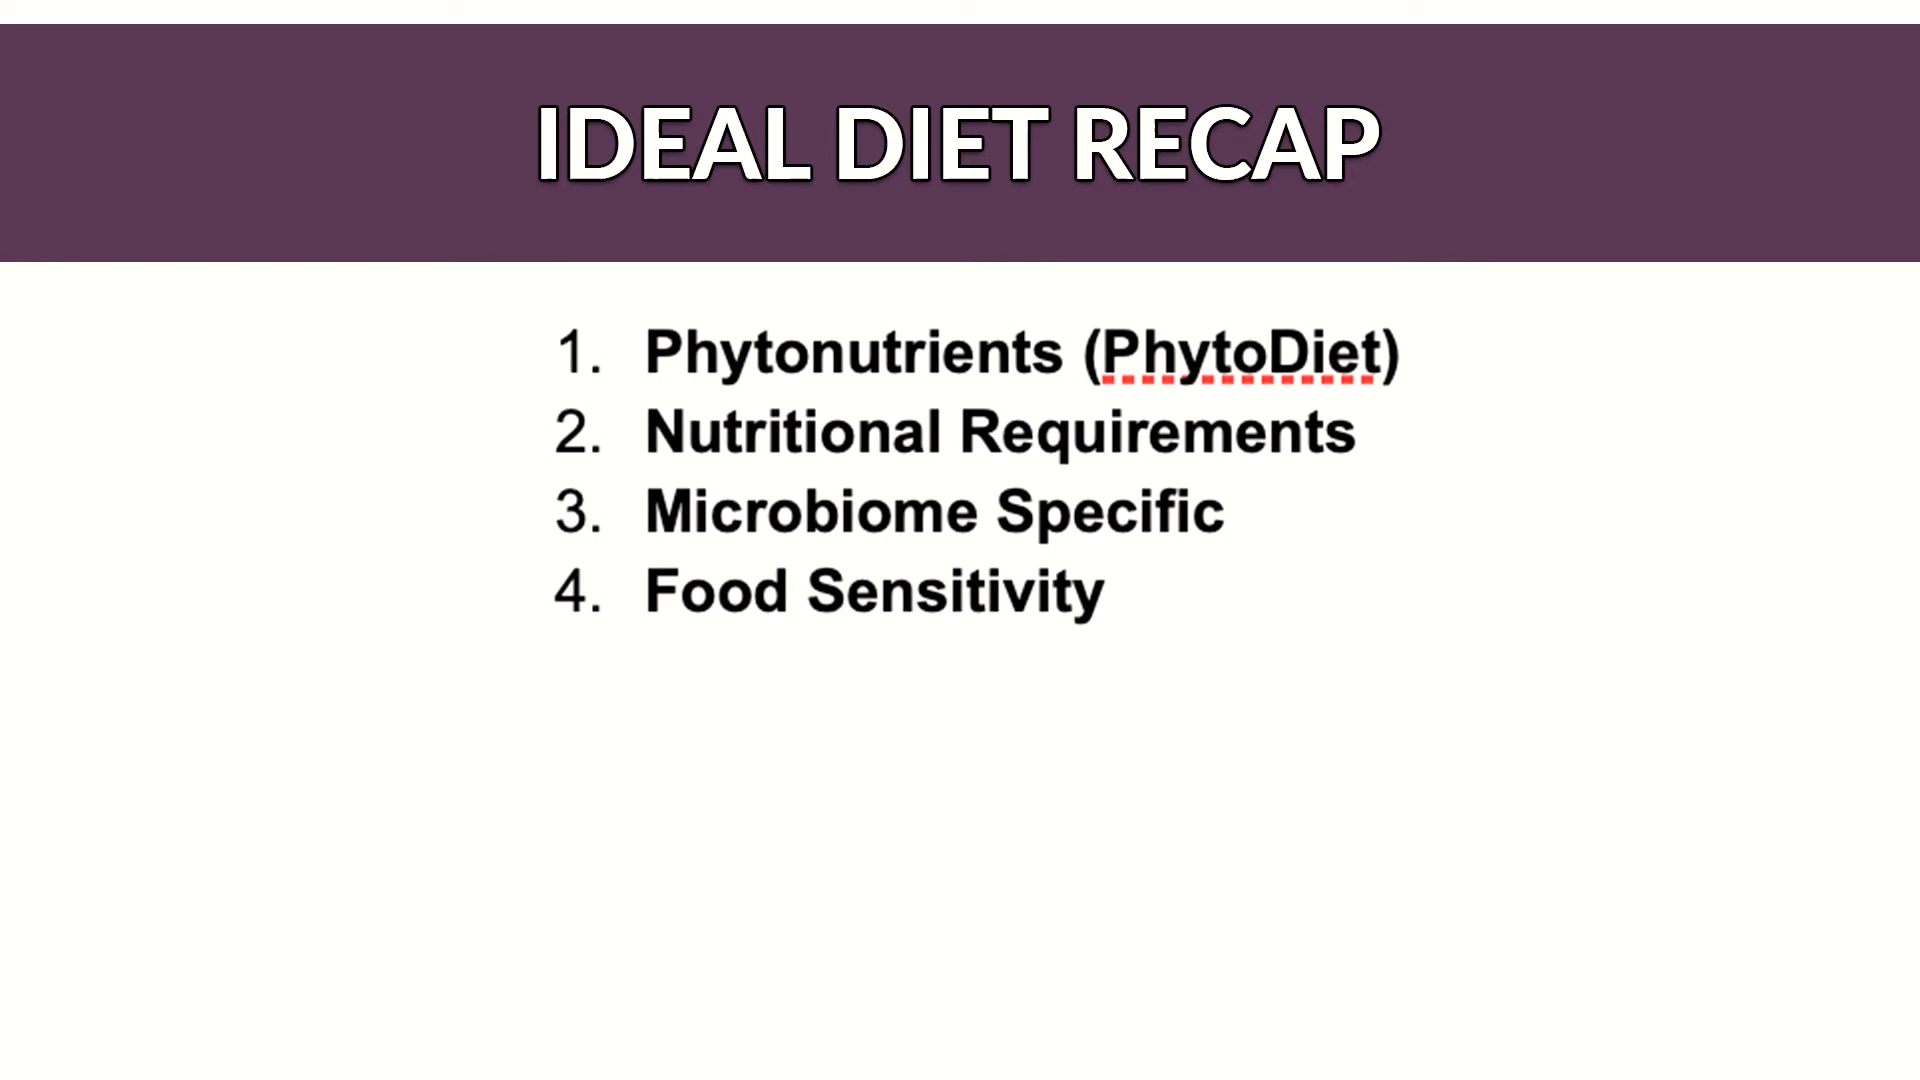 IDEAL DIET RECAP
1. Phytonutrients (PhytoDiet)
2. Nutritional Requirements
3. Microbiome Specific
4. Food Sensitivity